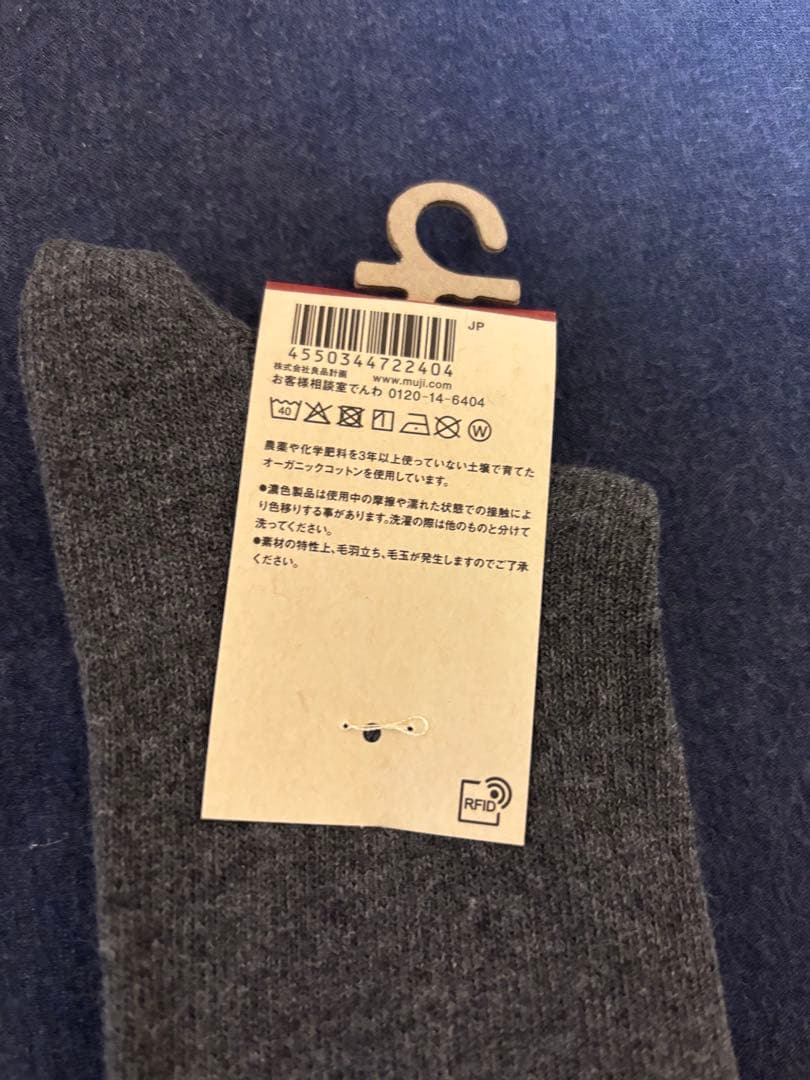 JP
4550344722404
株式会社良品計画 www.muji.com
お客様相談室でんわ 0120-14-6404
40 W
農薬や化学肥料を3年以上使っていない土壌で育てた
オーガニックコットンを使用しています。
●濃色製品は使用中の摩擦や濡れた状態での接触によ
り色移りする事があります。洗濯の際は他のものと分けて
洗ってください。
●素材の特性上、毛羽立ち、毛玉が発生しますのでご了承
ください。
RFID